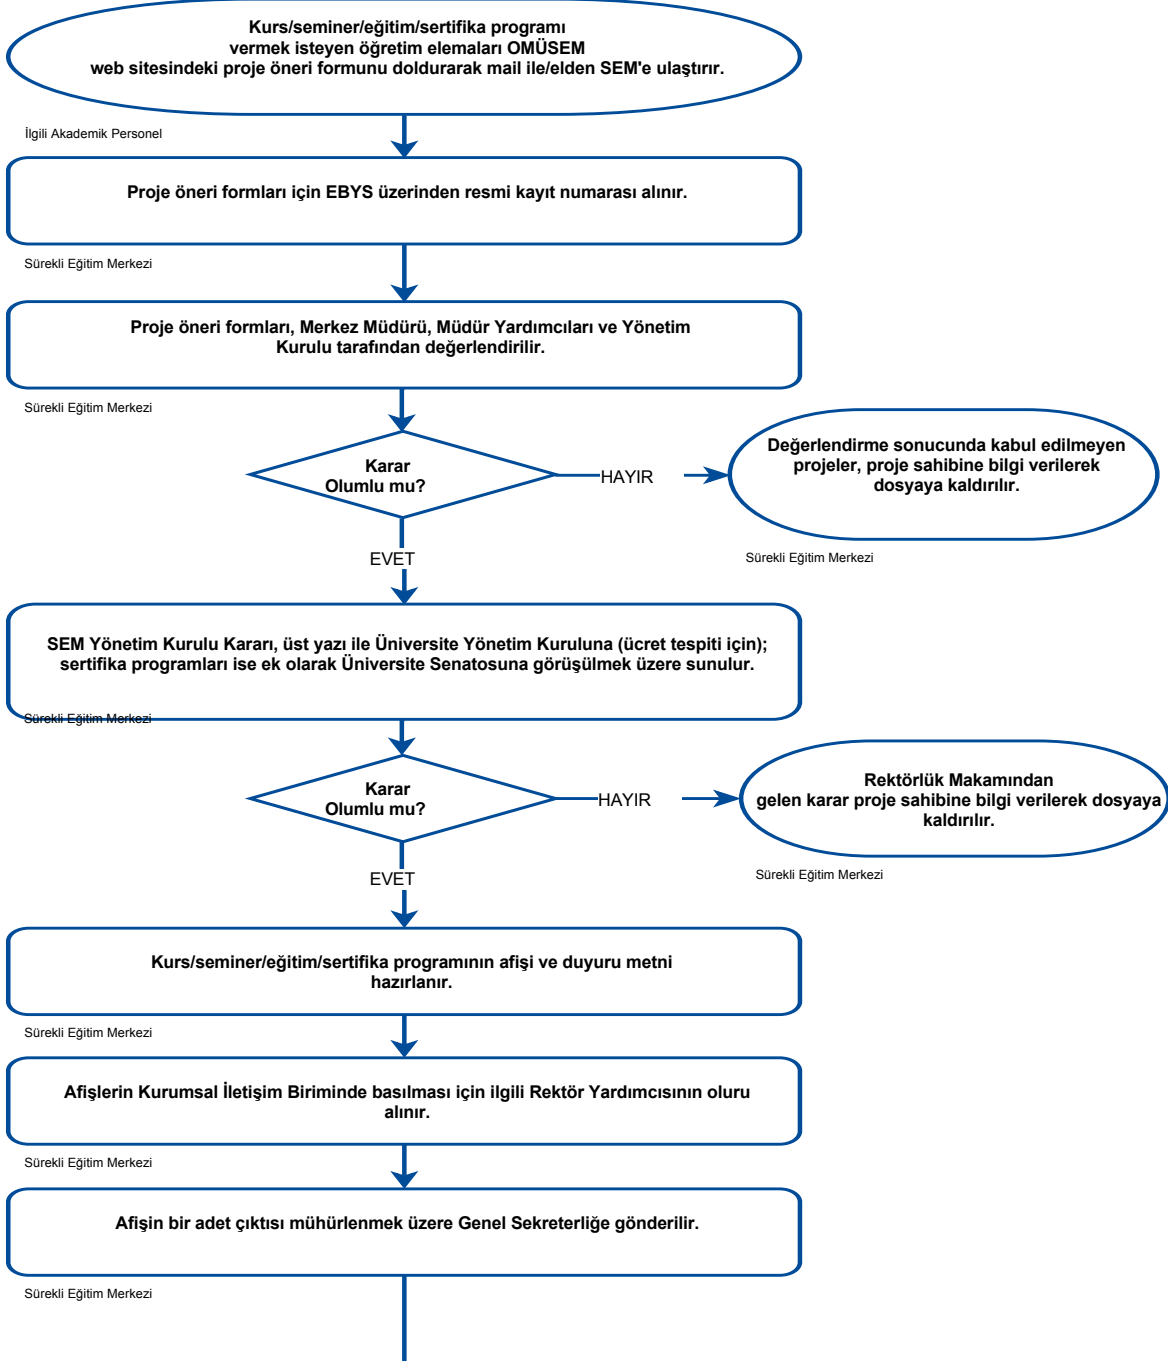 Kurs/seminer/eğitim/sertifika programı
vermek isteyen öğretim elemaları OMÜSEM
web sitesindeki proje öneri formunu doldurarak mail ile/elden SEM'e ulaştırır.
İlgili Akademik Personel
Proje öneri formları için EBYS üzerinden resmi kayıt numarası alınır.
Sürekli Eğitim Merkezi
Proje öneri formları, Merkez Müdürü, Müdür Yardımcıları ve Yönetim
Kurulu tarafından değerlendirilir.
Sürekli Eğitim Merkezi
Karar
Olumlu mu?
HAYIR
Değerlendirme sonucunda kabul edilmeyen
projeler, proje sahibine bilgi verilerek
dosyaya kaldırılır.
Sürekli Eğitim Merkezi
EVET
SEM Yönetim Kurulu Kararı, üst yazı ile Üniversite Yönetim Kuruluna (ücret tespiti için);
sertifika programları ise ek olarak Üniversite Senatosuna görüşülmek üzere sunulur.
Sürekli Eğitim Merkezi
Karar
Olumlu mu?
HAYIR
Rektörlük Makamından
gelen karar proje sahibine bilgi verilerek dosyaya
kaldırılır.
Sürekli Eğitim Merkezi
EVET
Kurs/seminer/eğitim/sertifika programının afişi ve duyuru metni
hazırlanır.
Sürekli Eğitim Merkezi
Afişlerin Kurumsal İletişim Biriminde basılması için ilgili Rektör Yardımcısının oluru
alınır.
Sürekli Eğitim Merkezi
Afişin bir adet çıktısı mühürlenmek üzere Genel Sekreterliğe gönderilir.
Sürekli Eğitim Merkezi